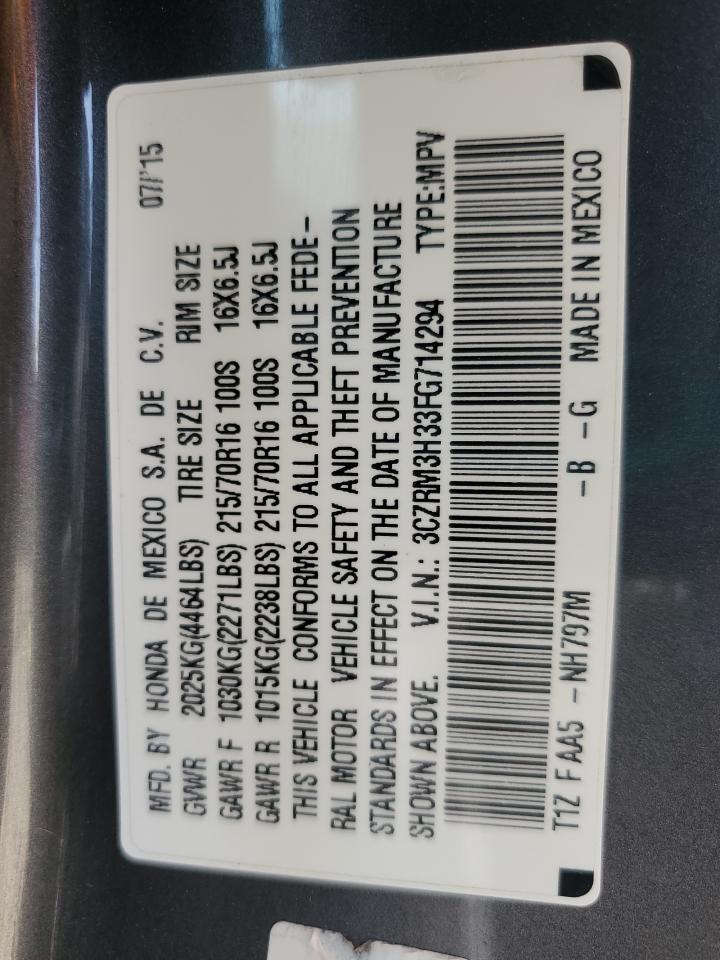 MFD. BY HONDA DE MEXICO S.A. DE C.V. 07/'15
GVWR 2025KG(4464LBS) TIRE SIZE RIM SIZE
GAWR F 1030KG(2271LBS) 215/70R16 100S 16X6.5J
GAWR R 1015KG(2238LBS) 215/70R16 100S 16X6.5J
THIS VEHICLE CONFORMS TO ALL APPLICABLE FEDE-
RAL MOTOR VEHICLE SAFETY AND THEFT PREVENTION
STANDARDS IN EFFECT ON THE DATE OF MANUFACTURE
SHOWN ABOVE. V.I.N.: 3CZRM3H33FG714294 TYPE:MPV
T1Z F AA5 -NH797M -B -G MADE IN MEXICO